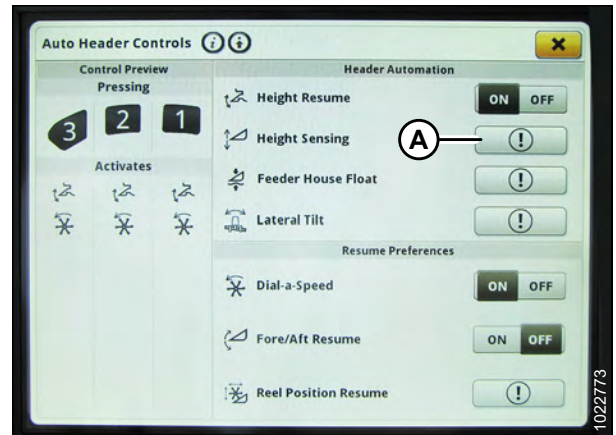 Auto Header Controls
Control Preview
Pressing
3 2 1
Activates
Header Automation
Height Resume ON OFF
Height Sensing A !
Feeder House Float !
Lateral Tilt !
Resume Preferences
Dial-a-Speed ON OFF
Fore/Aft Resume ON OFF
Reel Position Resume !
1022773